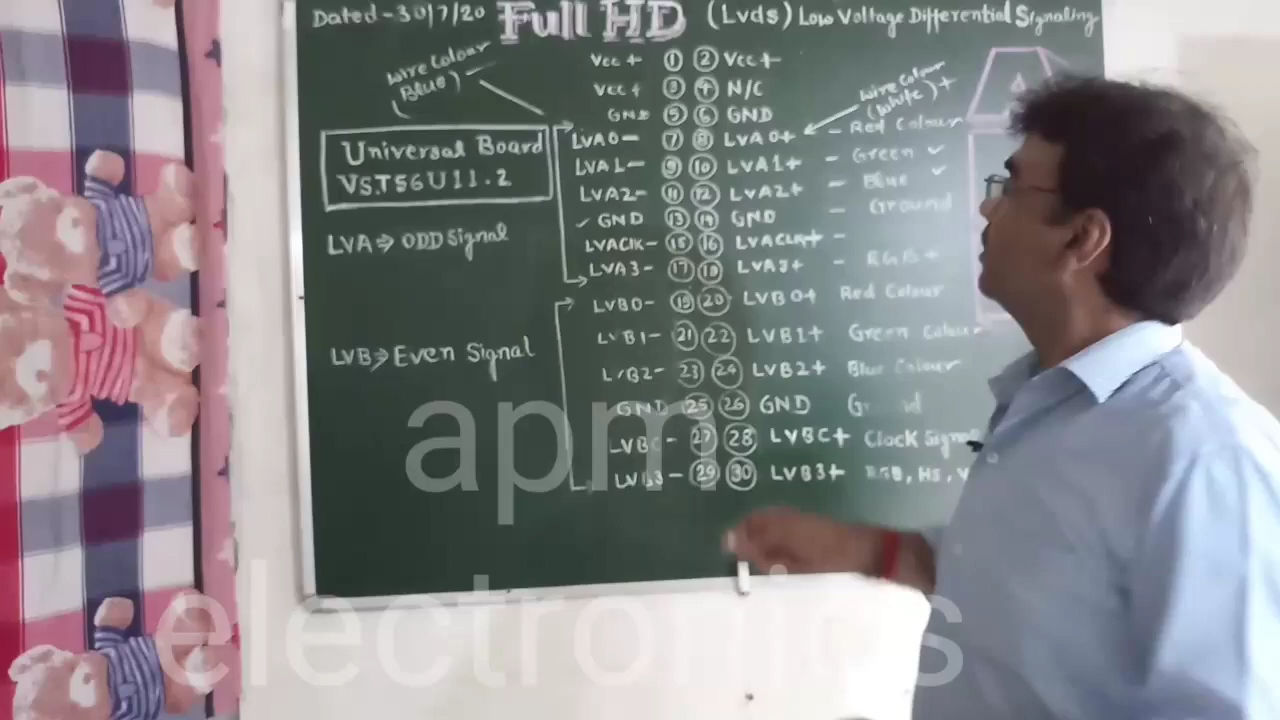 Dated-30/7/20 Full HD (Lvds) Low Voltage Differential Signaling
Wire Colour
(Blue) -
Wire Colour
(White) +
Vcc + 1 2 Vcc +
Vcc + 3 4 N/C
GND 5 6 GND
LVA0- 7 8 LVA0+ - Red Colour
LVA1- 9 10 LVA1+ - Green ✓
LVA2- 11 12 LVA2+ - Blue ✓
✓ GND 13 14 GND - Ground
LVAClk- 15 16 LVACLK+ -
LVA3- 17 18 LVA3+ - RGB+
LVB0- 19 20 LVB0+ Red Colour
LVB1- 21 22 LVB1+ Green Colour
LVB2- 23 24 LVB2+ Blue Colour
GND 25 26 GND Ground
LVBC- 27 28 LVBC+ Clock Signa
LVB3- 29 30 LVB3+ RGB, HS, V
Universal Board
VS.T56U11.2
LVA⇒ ODD Signal
LVB⇒ Even Signal
apm
electronics